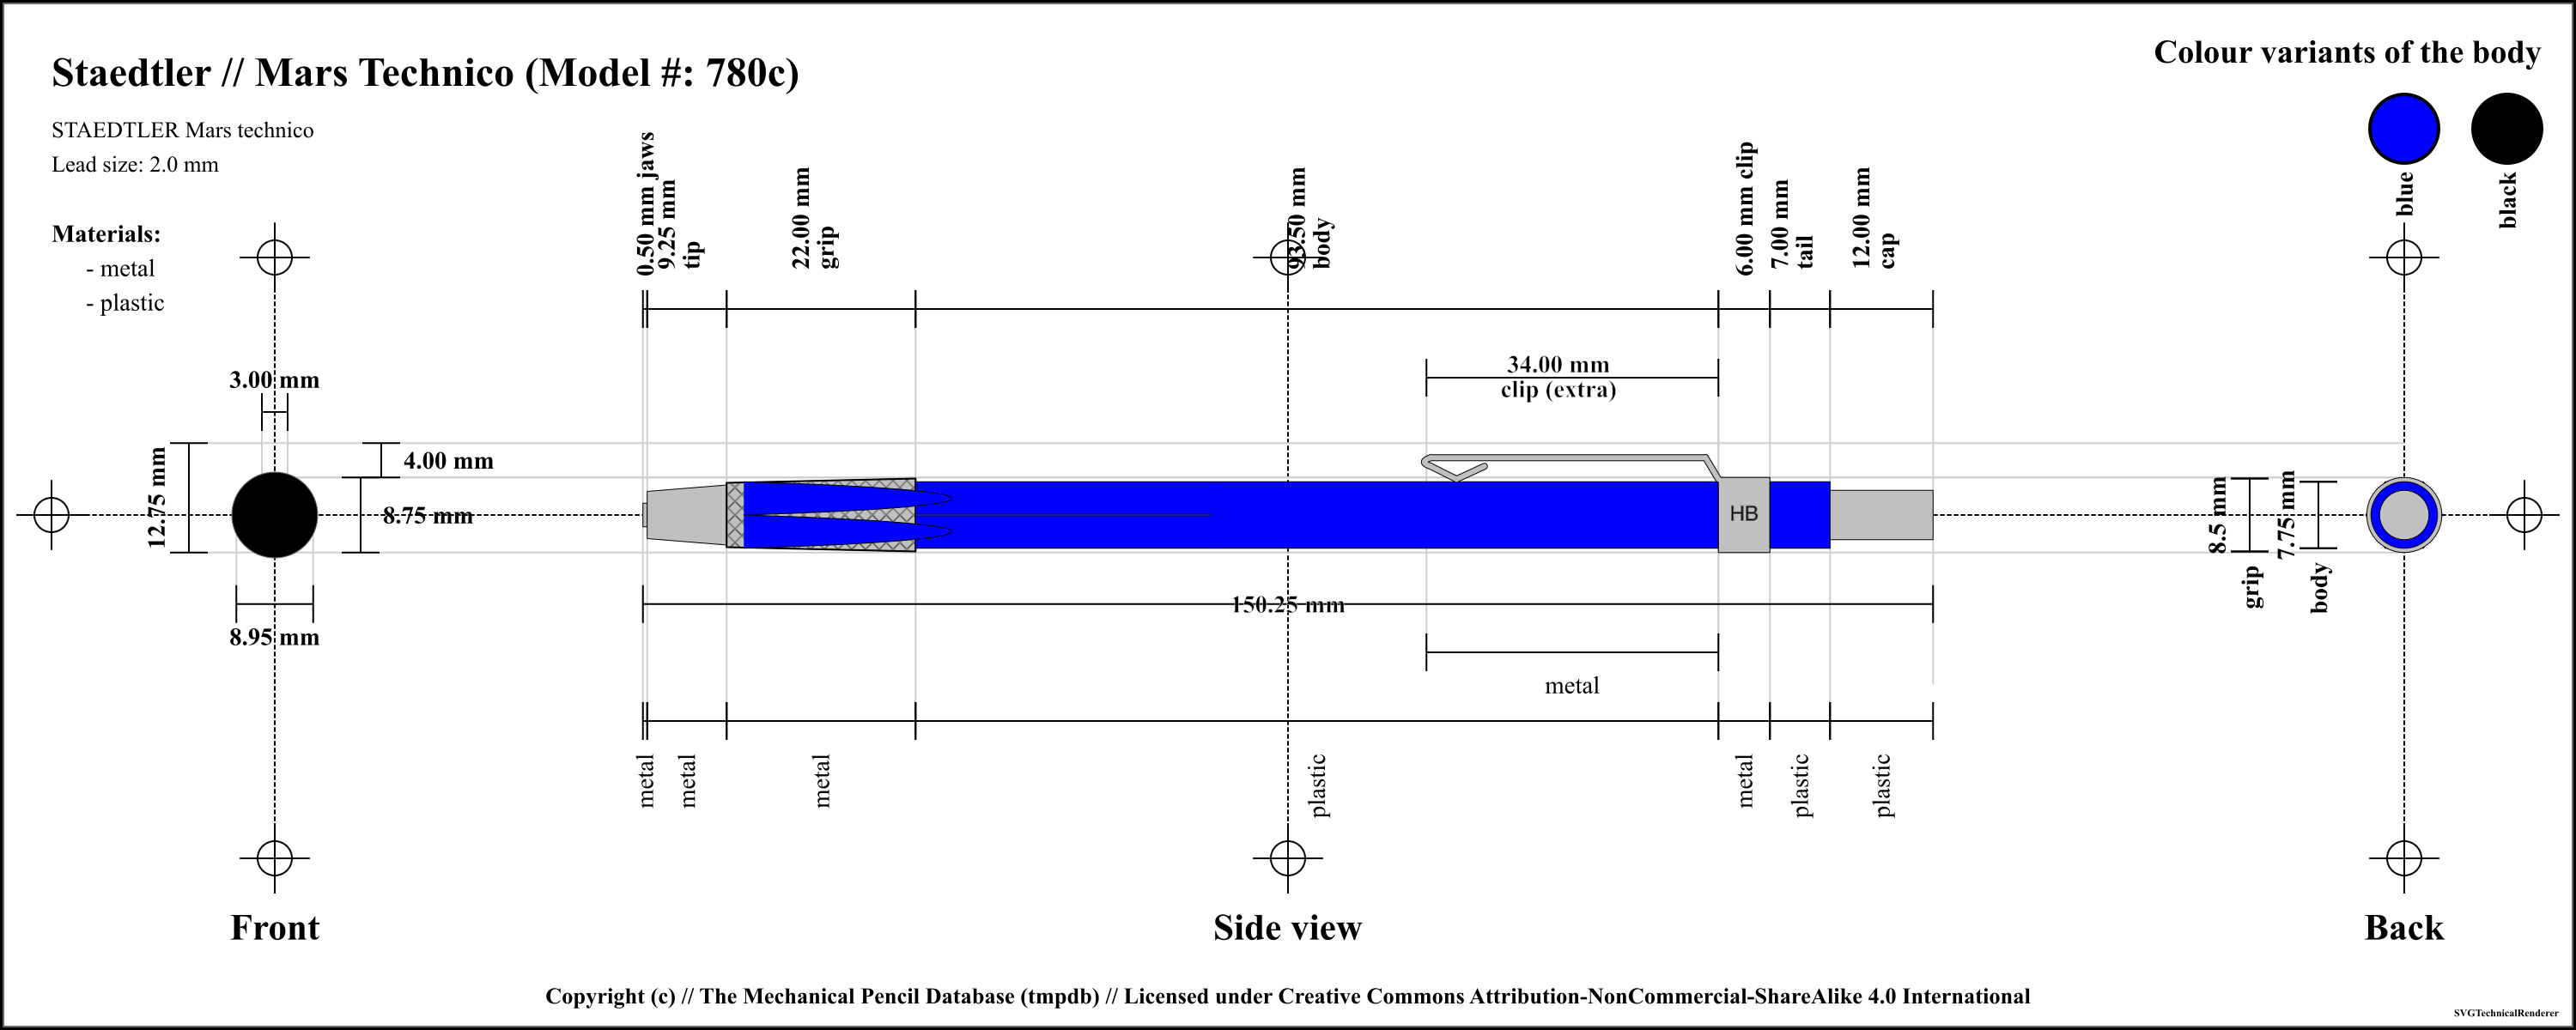 Staedtler // Mars Technico (Model #: 780c)
STAEDTLER Mars technico
Lead size: 2.0 mm
Materials:
- metal
- plastic
Colour variants of the body
blue
black
0.50 mm jaws
9.25 mm
tip
22.00 mm
grip
93.50 mm
body
6.00 mm clip
7.00 mm
tail
12.00 mm
cap
34.00 mm
clip (extra)
3.00 mm
12.75 mm
4.00 mm
8.75 mm
8.95 mm
HB
8.5 mm
grip
7.75 mm
body
150.25 mm
metal
metal
metal
metal
plastic
metal
plastic
plastic
Front
Side view
Back
Copyright (c) // The Mechanical Pencil Database (tmpdb) // Licensed under Creative Commons Attribution-NonCommercial-ShareAlike 4.0 International
SVGTechnicalRenderer